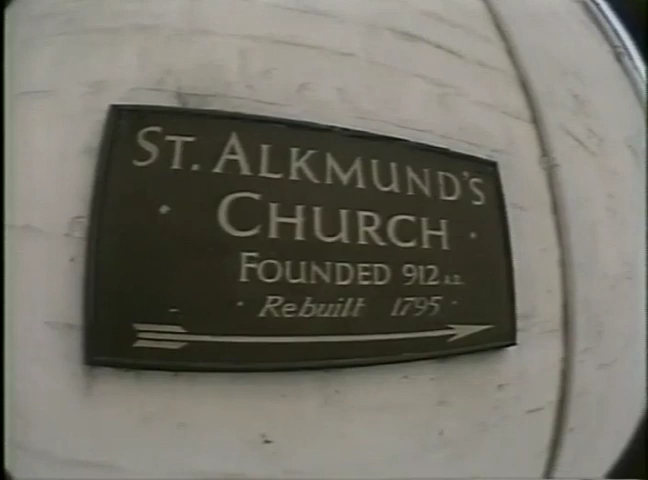 ST. ALKMUND'S
· CHURCH ·
FOUNDED 912 A.D.
· Rebuilt 1795 ·